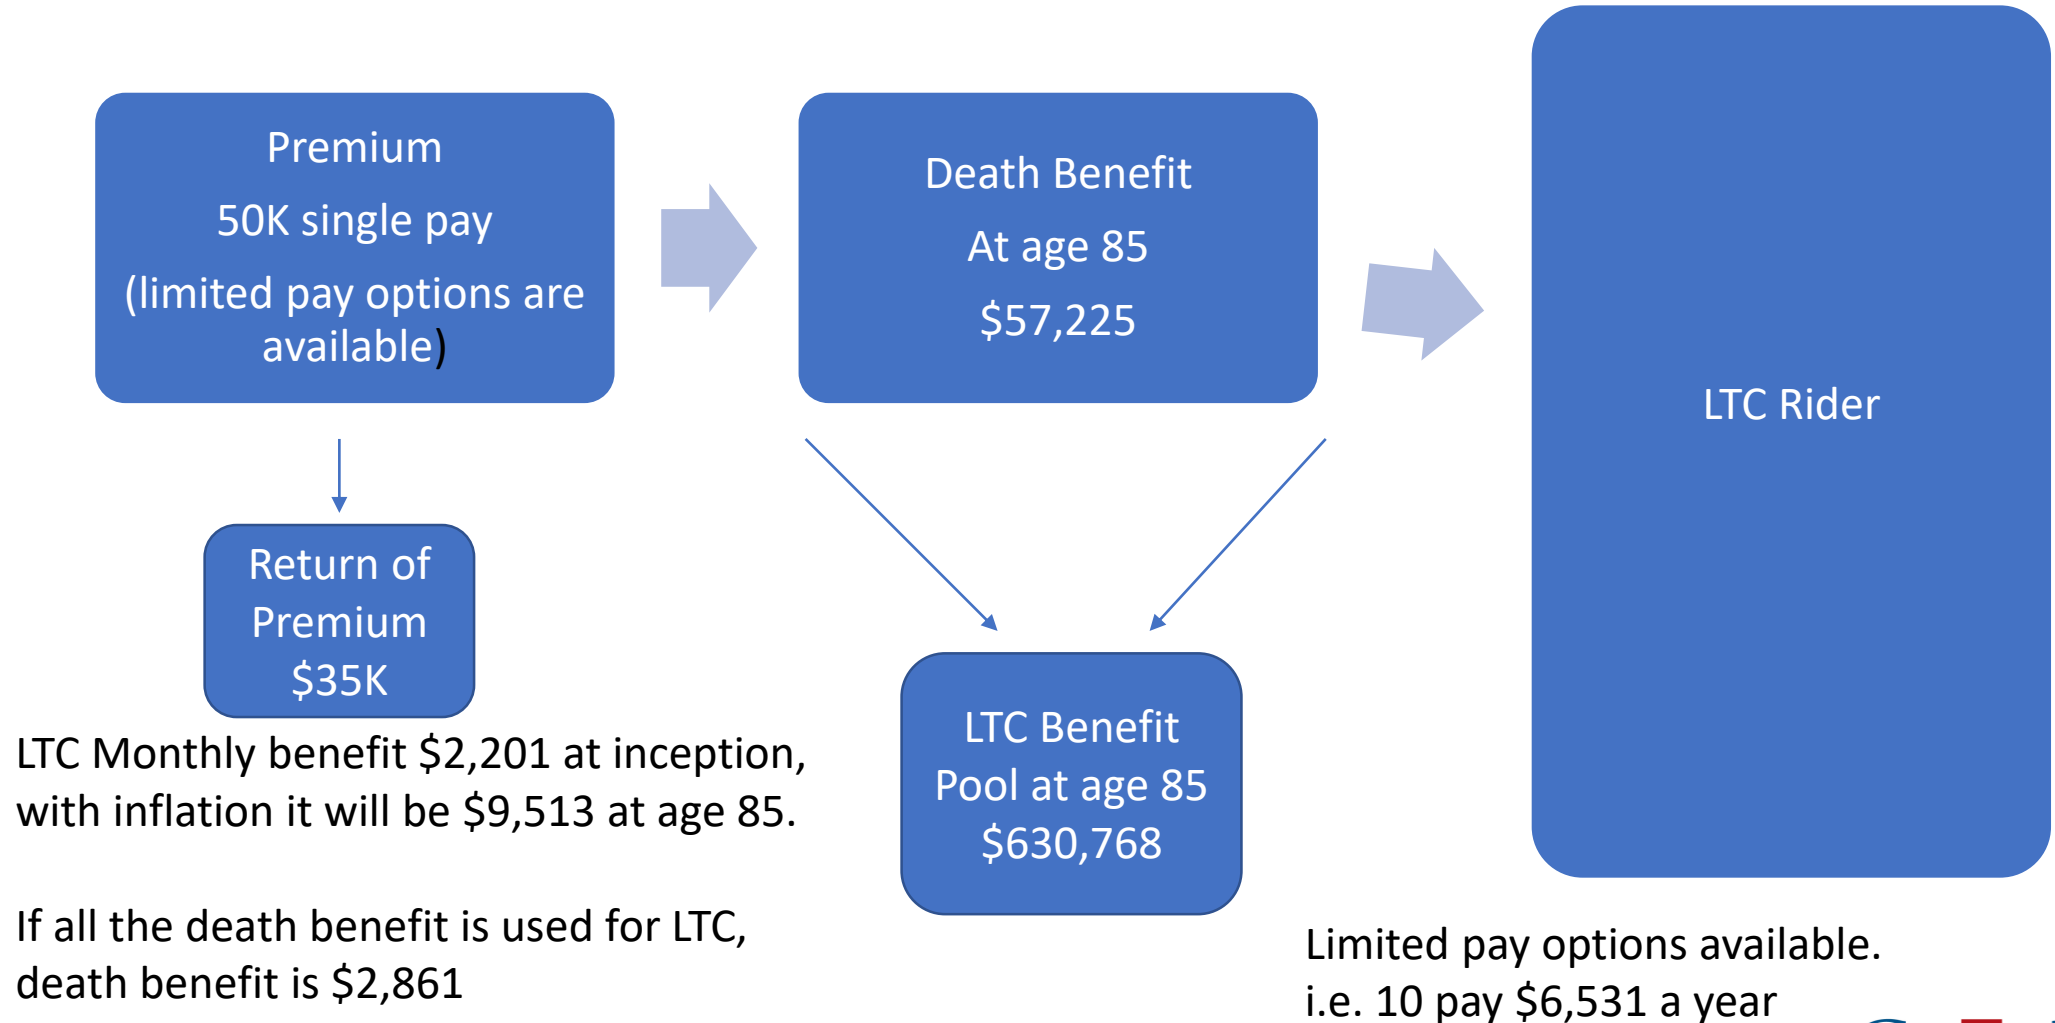 Premium
50K single pay
(limited pay options are
available)
Death Benefit
At age 85
$57,225
LTC Rider
Return of
Premium
$35K
LTC Benefit
Pool at age 85
$630,768
LTC Monthly benefit $2,201 at inception,
with inflation it will be $9,513 at age 85.
If all the death benefit is used for LTC,
death benefit is $2,861
Limited pay options available.
i.e. 10 pay $6,531 a year